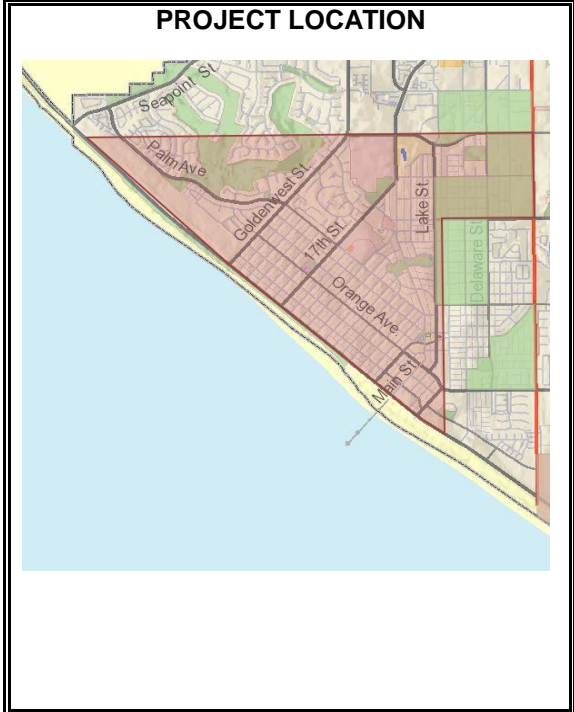 PROJECT LOCATION
Seapoint St.
Palm Ave.
Goldenwest St.
17th St.
Lake St.
Delaware St.
Orange Ave.
Main St.